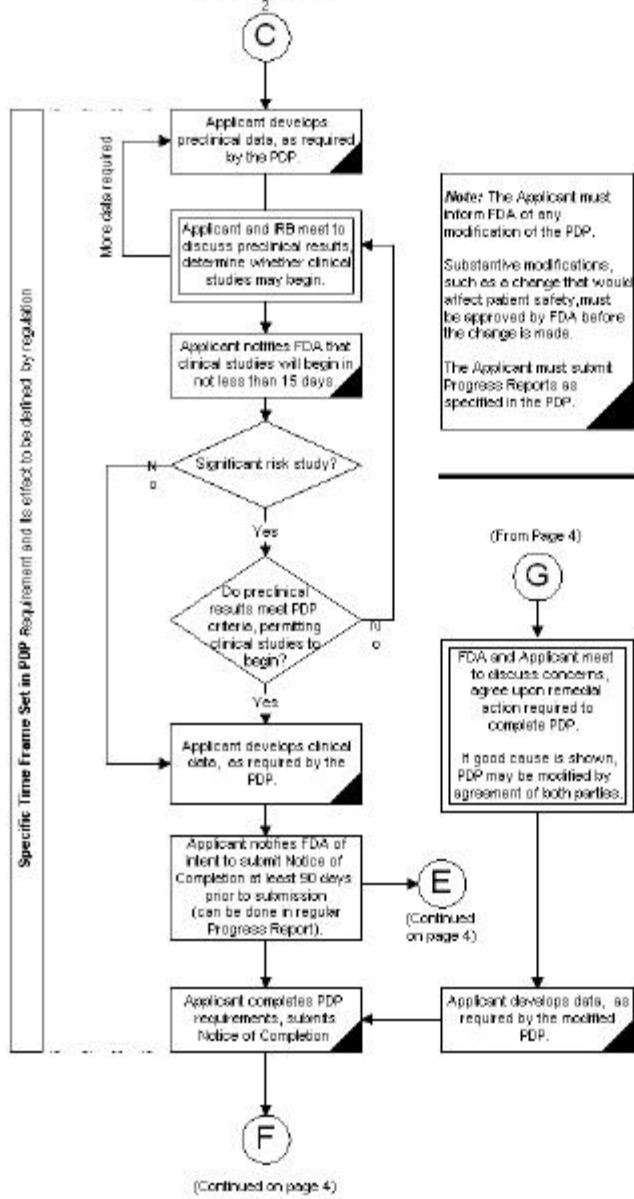 2
C
Applicant develops
preclinical data, as required
by the PDP.
More data required
Applicant and IRB meet to
discuss preclinical results,
determine whether clinical
studies may begin.
Applicant notifies FDA that
clinical studies will begin in
not less than 15 days.
Significant risk study?
No
Yes
Do preclinical
results meet PDP
criteria, permitting
clinical studies to
begin?
No
Yes
Applicant develops clinical
data, as required by the
PDP.
Applicant notifies FDA of
intent to submit Notice of
Completion at least 90 days
prior to submission
(can be done in regular
Progress Report).
E
(Continued
on page 4)
Applicant completes PDP
requirements, submits
Notice of Completion
F
(Continued on page 4)
Specific Time Frame Set in PDP Requirement and its effect to be defined by regulation
Note: The Applicant must
inform FDA of any
modification of the PDP.
Substantive modifications,
such as a change that would
affect patient safety, must
be approved by FDA before
the change is made.
The Applicant must submit
Progress Reports as
specified in the PDP.
(From Page 4)
G
FDA and Applicant meet
to discuss concerns,
agree upon remedial
action required to
complete PDP.
If good cause is shown,
PDP may be modified by
agreement of both parties.
Applicant develops data, as
required by the modified
PDP.